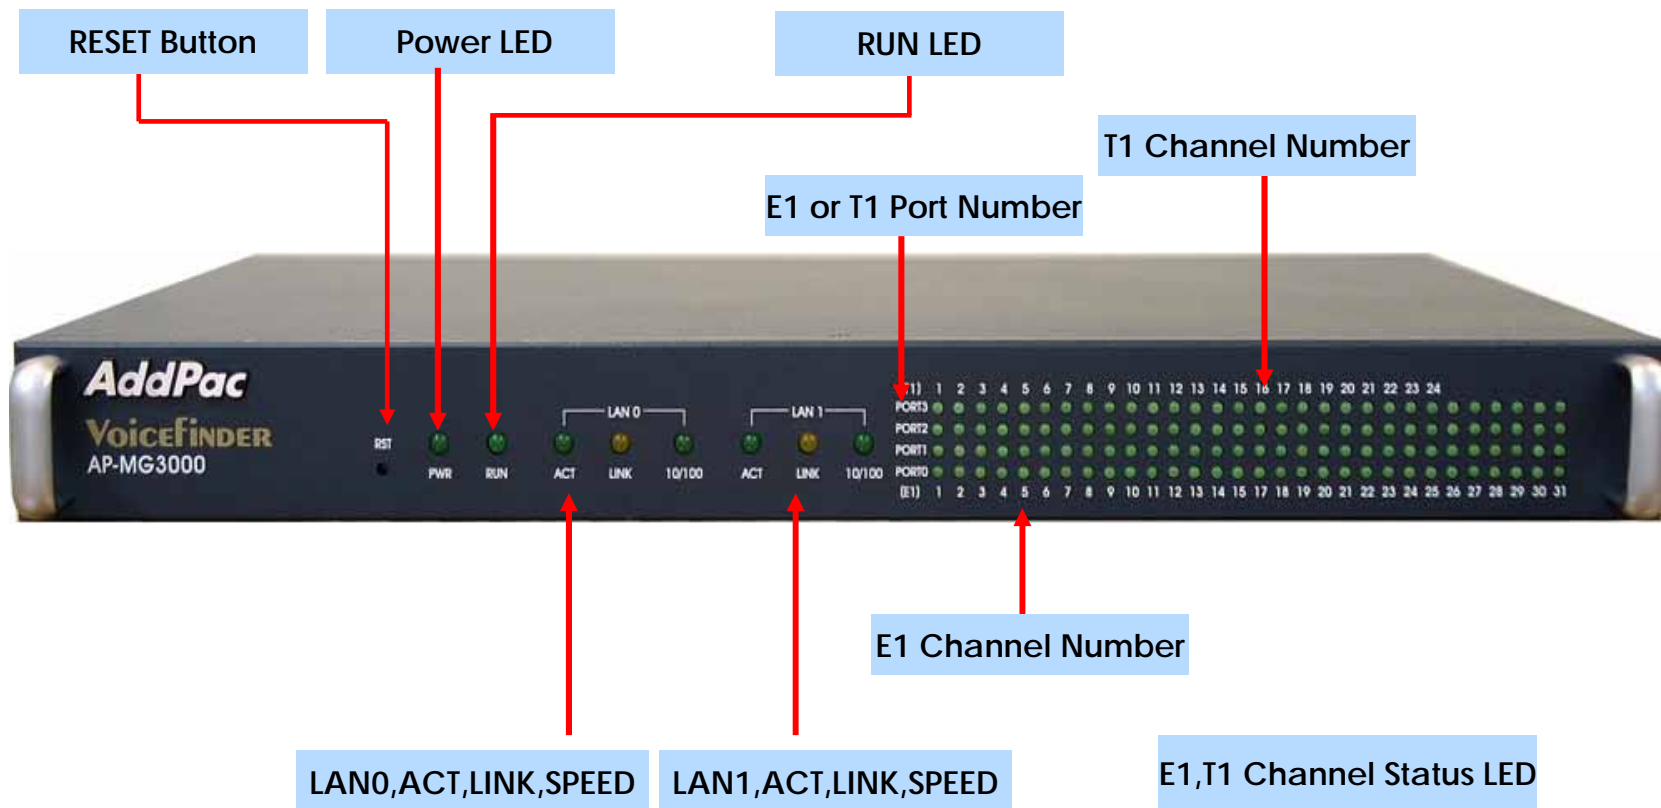 RESET Button
Power LED
RUN LED
T1 Channel Number
E1 or T1 Port Number
AddPac
VoiceFinder
AP-MG3000
RST
PWR
RUN
LAN 0
ACT
LINK
10/100
LAN 1
ACT
LINK
10/100
(T1) 1 2 3 4 5 6 7 8 9 10 11 12 13 14 15 16 17 18 19 20 21 22 23 24
PORT3
PORT2
PORT1
PORT0
(E1) 1 2 3 4 5 6 7 8 9 10 11 12 13 14 15 17 18 19 20 21 22 23 24 25 26 27 28 29 30 31
E1 Channel Number
LAN0,ACT,LINK,SPEED
LAN1,ACT,LINK,SPEED
E1,T1 Channel Status LED